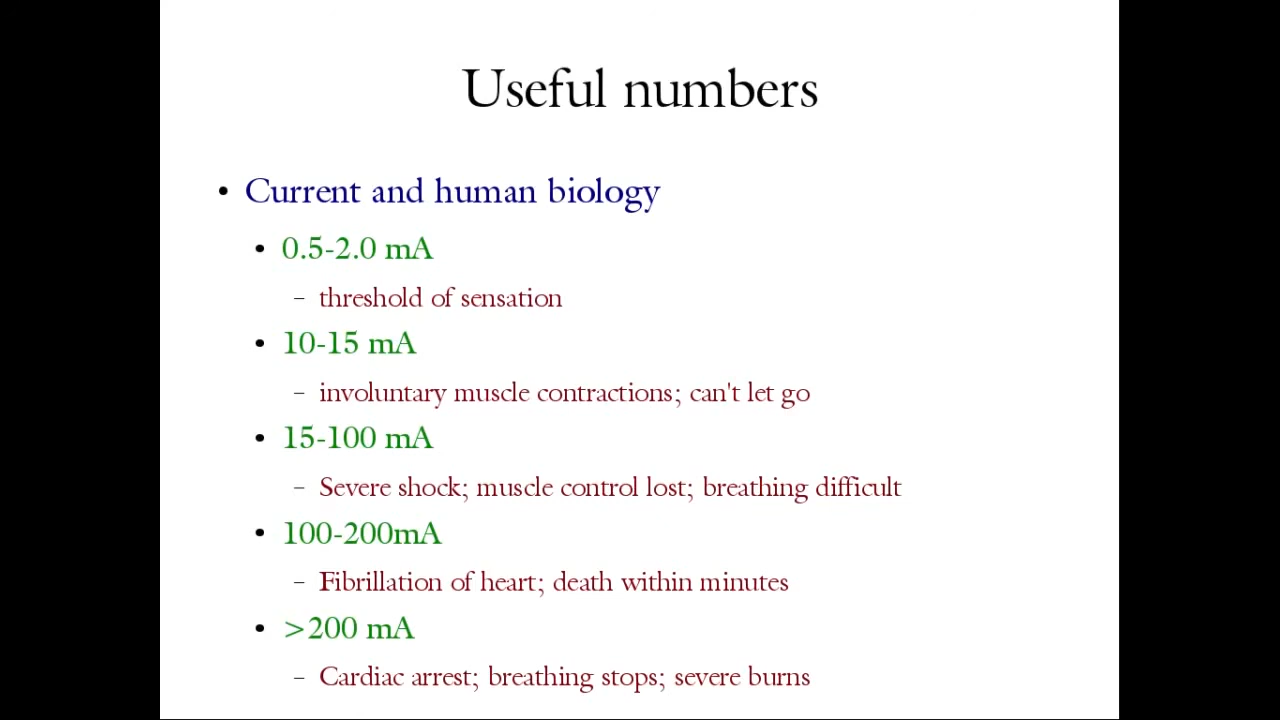 Useful numbers
• Current and human biology
• 0.5-2.0 mA
– threshold of sensation
• 10-15 mA
– involuntary muscle contractions; can't let go
• 15-100 mA
– Severe shock; muscle control lost; breathing difficult
• 100-200mA
– Fibrillation of heart; death within minutes
• >200 mA
– Cardiac arrest; breathing stops; severe burns